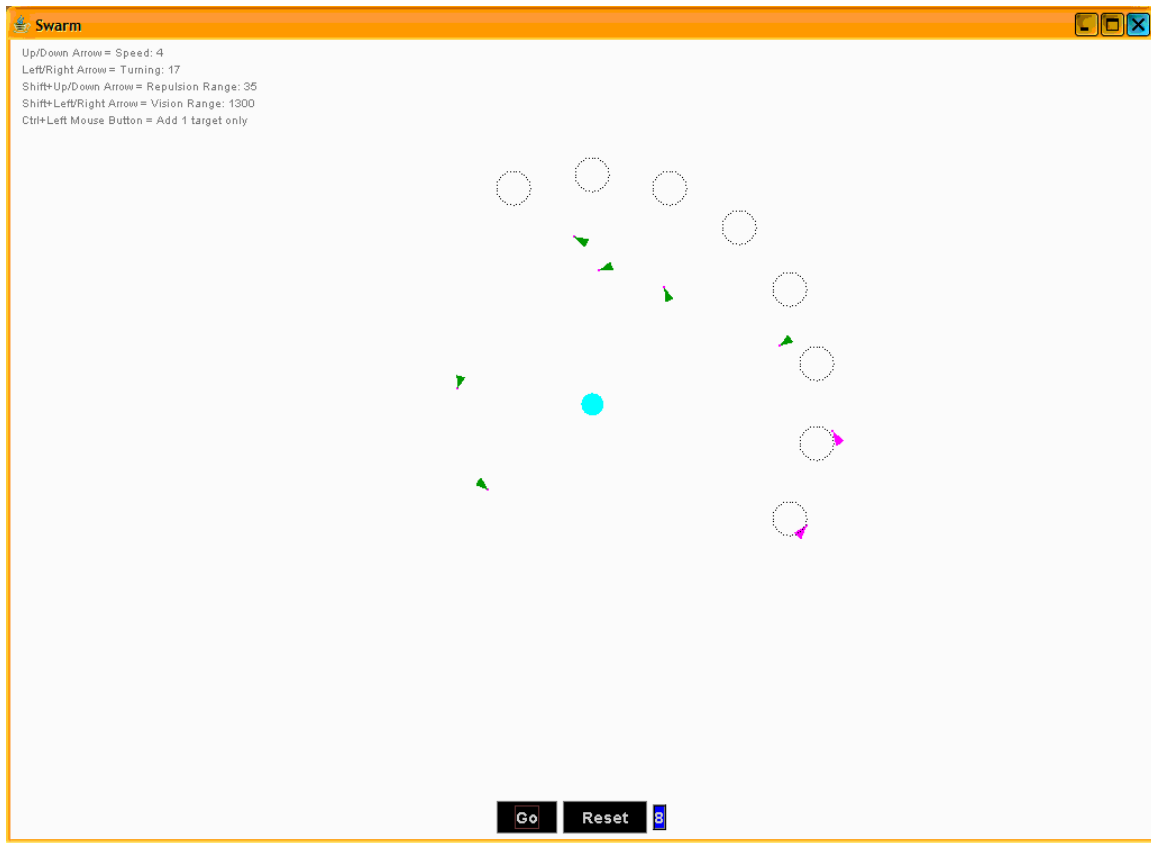 Swarm
Up/Down Arrow = Speed: 4
Left/Right Arrow = Turning: 17
Shift+Up/Down Arrow = Repulsion Range: 35
Shift+Left/Right Arrow = Vision Range: 1300
Ctrl+Left Mouse Button = Add 1 target only
Go Reset 8